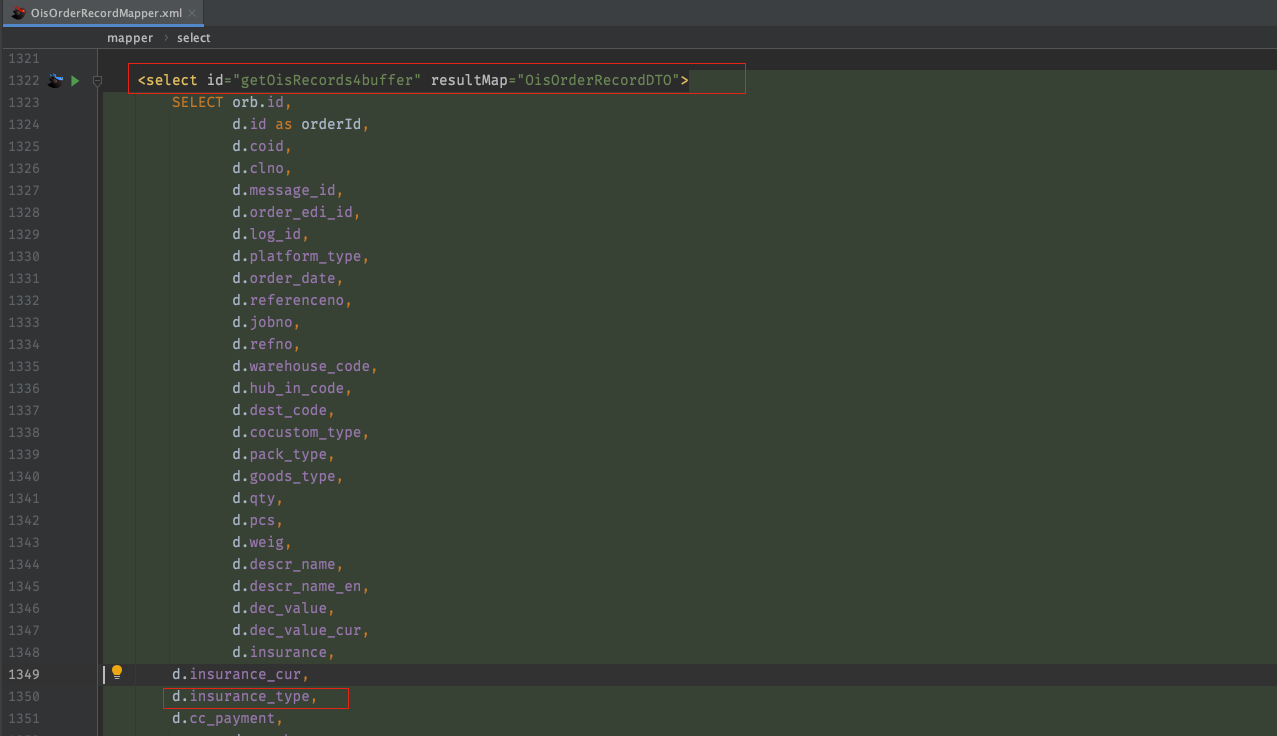 OisOrderRecordMapper.xml
mapper › select
1321
1322 <select id="getOisRecords4buffer" resultMap="OisOrderRecordDTO">
1323 SELECT orb.id,
1324 d.id as orderId,
1325 d.coid,
1326 d.clno,
1327 d.message_id,
1328 d.order_edi_id,
1329 d.log_id,
1330 d.platform_type,
1331 d.order_date,
1332 d.referenceno,
1333 d.jobno,
1334 d.refno,
1335 d.warehouse_code,
1336 d.hub_in_code,
1337 d.dest_code,
1338 d.cocustom_type,
1339 d.pack_type,
1340 d.goods_type,
1341 d.qty,
1342 d.pcs,
1343 d.weig,
1344 d.descr_name,
1345 d.descr_name_en,
1346 d.dec_value,
1347 d.dec_value_cur,
1348 d.insurance,
1349 d.insurance_cur,
1350 d.insurance_type,
1351 d.cc_payment,